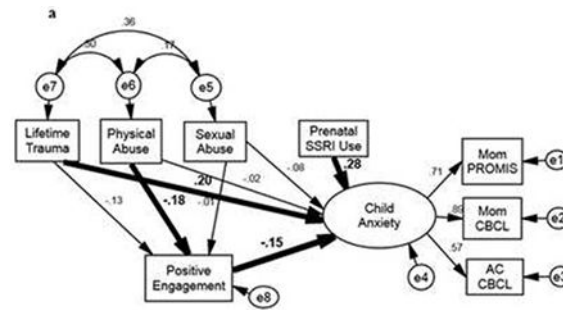 a
.36
.50
.17
e7
e6
e5
Lifetime
Trauma
Physical
Abuse
Sexual
Abuse
Prenatal
SSRI Use
.28
-.08
-.02
.20
-.13
-.18
-.01
-.15
Child
Anxiety
.71
.89
.57
Mom
PROMIS
e1
Mom
CBCL
e2
AC
CBCL
e3
e4
Positive
Engagement
e8